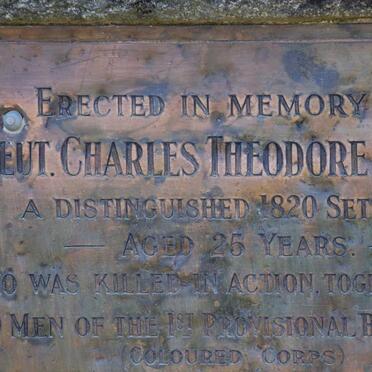 ERECTED IN MEMORY
EUT. CHARLES THEODORE
A DISTINGUISHED 1820 SET
— AGED 25 YEARS. —
O WAS KILLED IN ACTION, TOG
MEN OF THE 1ST PROVISIONAL
(COLOURED CORPS)